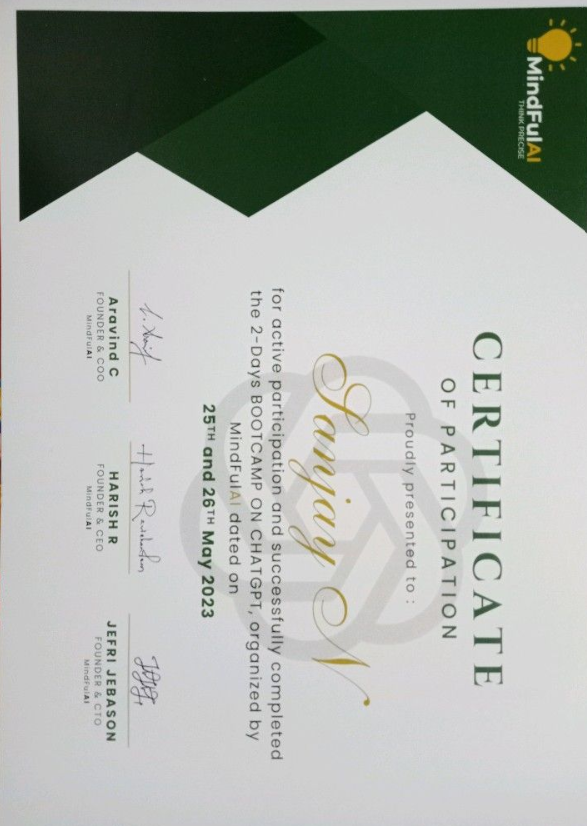 MindFulAI
THINK PRECISE
CERTIFICATE
OF PARTICIPATION
Proudly presented to :
Sanjay N
for active participation and successfully completed
the 2-Days BOOTCAMP ON CHATGPT, organized by
MindFulAI dated on
25TH and 26TH May 2023
Aravind C
FOUNDER & COO
MindFulAI
HARISH R
FOUNDER & CEO
MindFulAI
JEFRI JEBASON
FOUNDER & CTO
MindFulAI